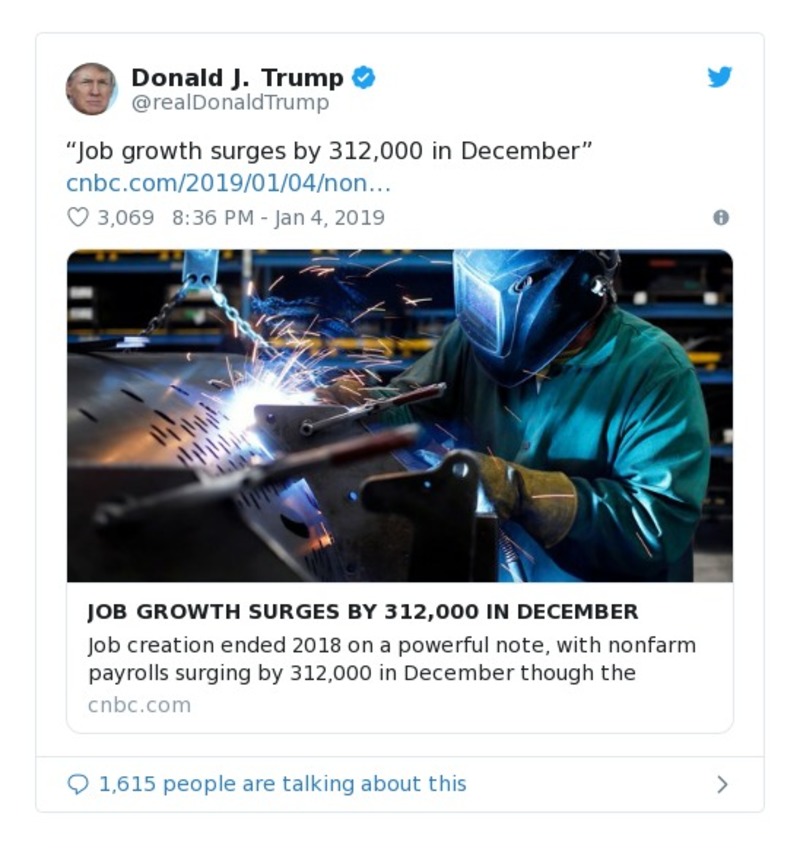 Donald J. Trump
@realDonaldTrump
“Job growth surges by 312,000 in December”
cnbc.com/2019/01/04/non…
3,069 8:36 PM - Jan 4, 2019
JOB GROWTH SURGES BY 312,000 IN DECEMBER
Job creation ended 2018 on a powerful note, with nonfarm
payrolls surging by 312,000 in December though the
cnbc.com
1,615 people are talking about this